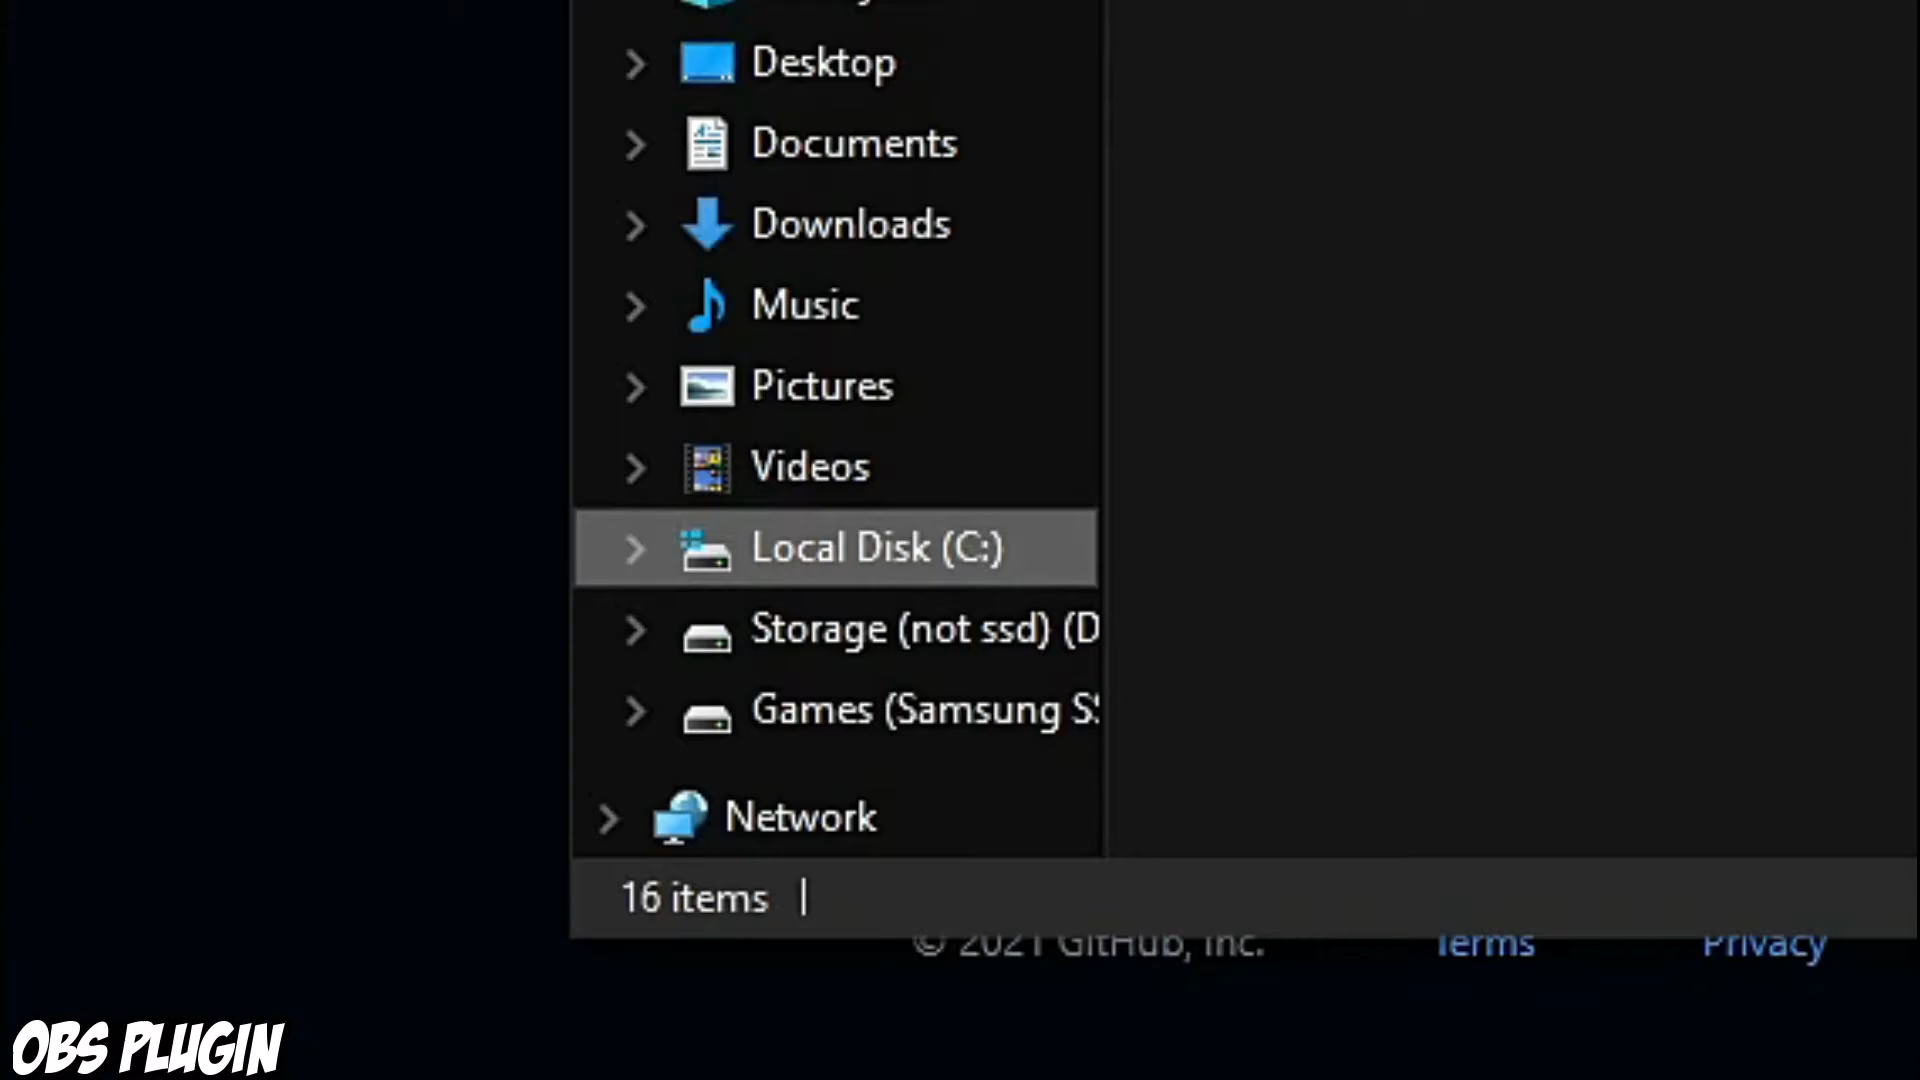 Desktop
Documents
Downloads
Music
Pictures
Videos
Local Disk (C:)
Storage (not ssd) (D
Games (Samsung S
Network
16 items
© 2021 GitHub, Inc. Terms Privacy
OBS PLUGIN